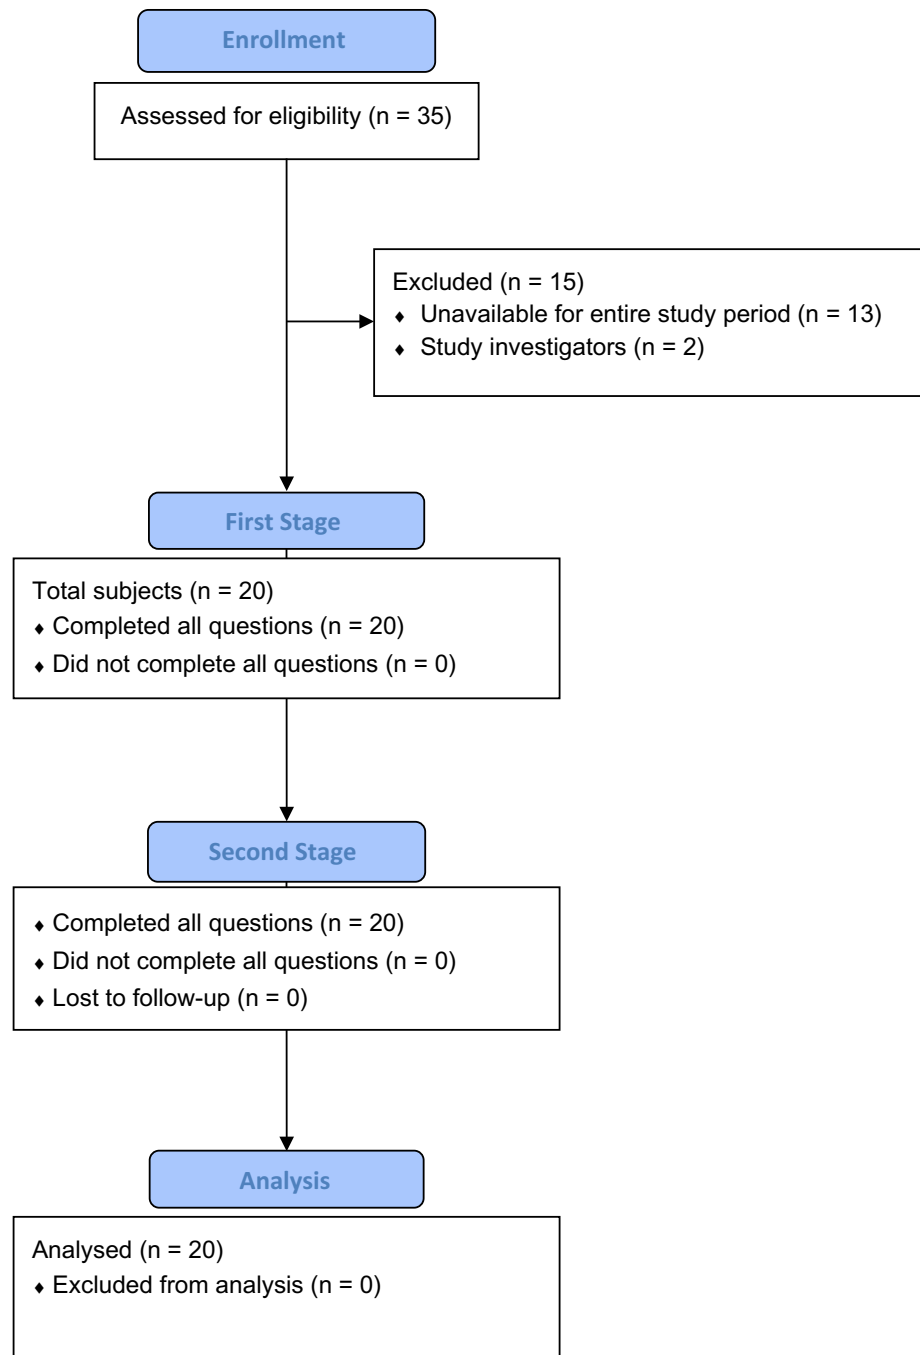 Enrollment
Assessed for eligibility (n = 35)
Excluded (n = 15)
♦ Unavailable for entire study period (n = 13)
♦ Study investigators (n = 2)
First Stage
Total subjects (n = 20)
♦ Completed all questions (n = 20)
♦ Did not complete all questions (n = 0)
Second Stage
♦ Completed all questions (n = 20)
♦ Did not complete all questions (n = 0)
♦ Lost to follow-up (n = 0)
Analysis
Analysed (n = 20)
♦ Excluded from analysis (n = 0)